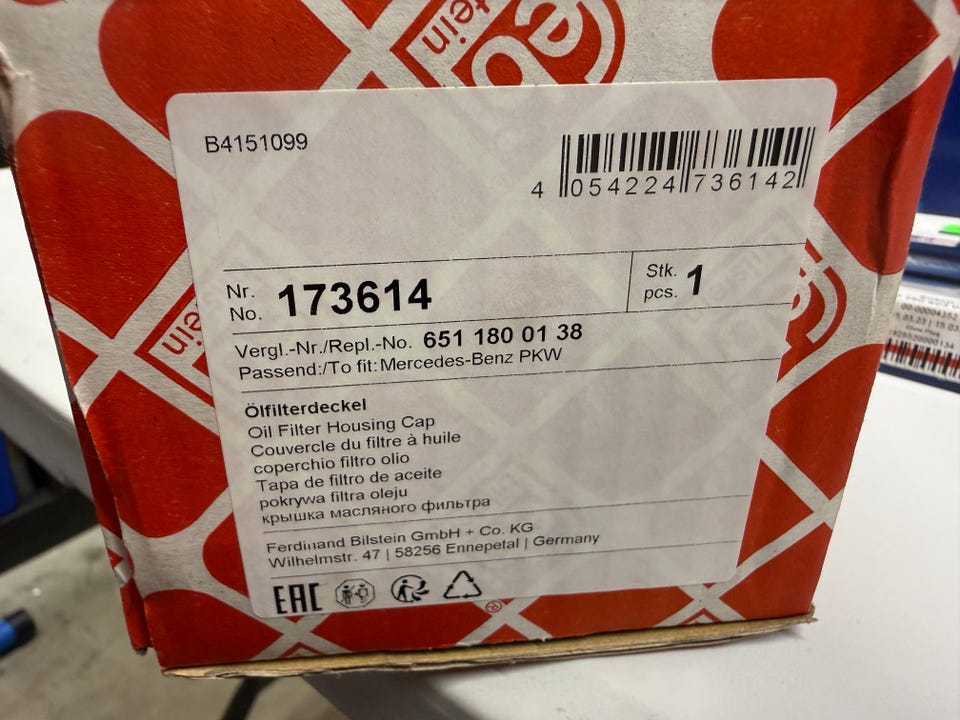 B4151099
4 054224 736142
Nr.
No. 173614
Stk.
pcs. 1
Vergl.-Nr./Repl.-No. 651 180 01 38
Passend:/To fit: Mercedes-Benz PKW
Ölfilterdeckel
Oil Filter Housing Cap
Couvercle du filtre à huile
coperchio filtro olio
Tapa de filtro de aceite
pokrywa filtra oleju
крышка масляного фильтра
Ferdinand Bilstein GmbH + Co. KG
Wilhelmstr. 47 | 58256 Ennepetal | Germany
EAC
®